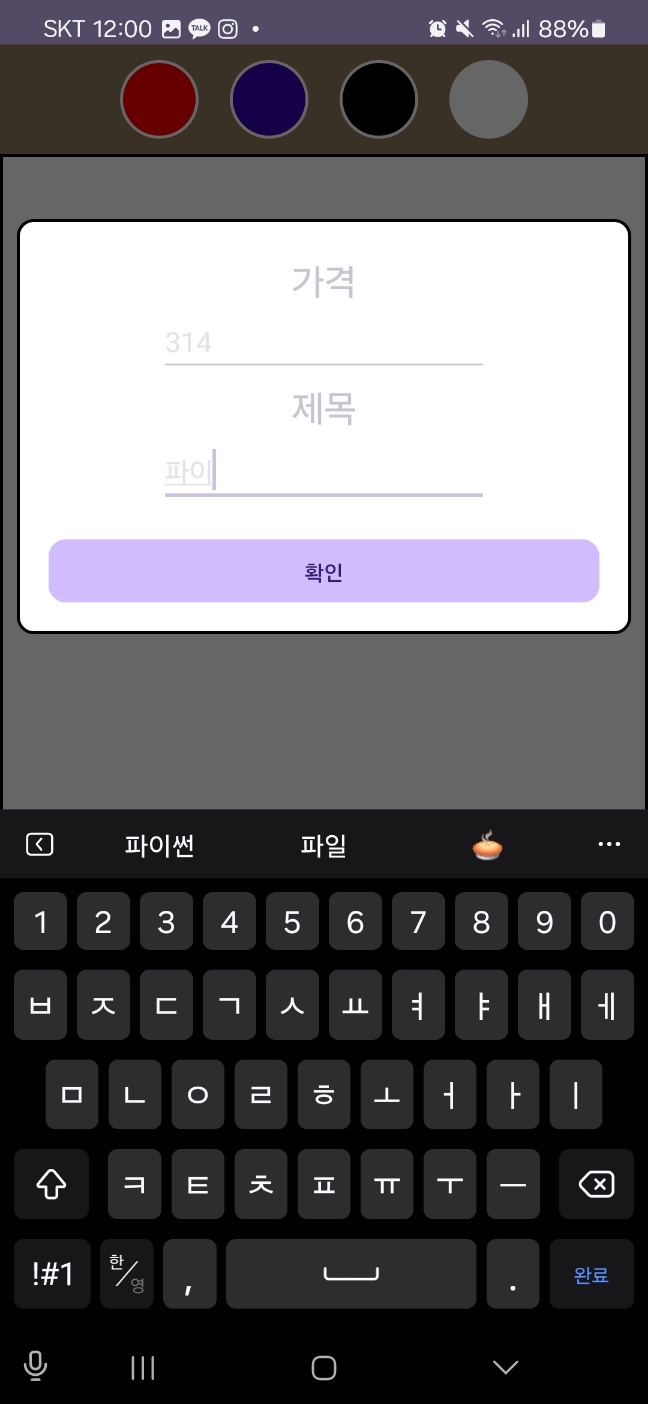 SKT 12:00 TALK 88%
가격
314
제목
파이
확인
파이썬 파일
1 2 3 4 5 6 7 8 9 0
ㅂ ㅈ ㄷ ㄱ ㅅ ㅛ ㅕ ㅑ ㅐ ㅔ
ㅁ ㄴ ㅇ ㄹ ㅎ ㅗ ㅓ ㅏ ㅣ
ㅋ ㅌ ㅊ ㅍ ㅠ ㅜ ㅡ
!#1 한/영 , . 완료